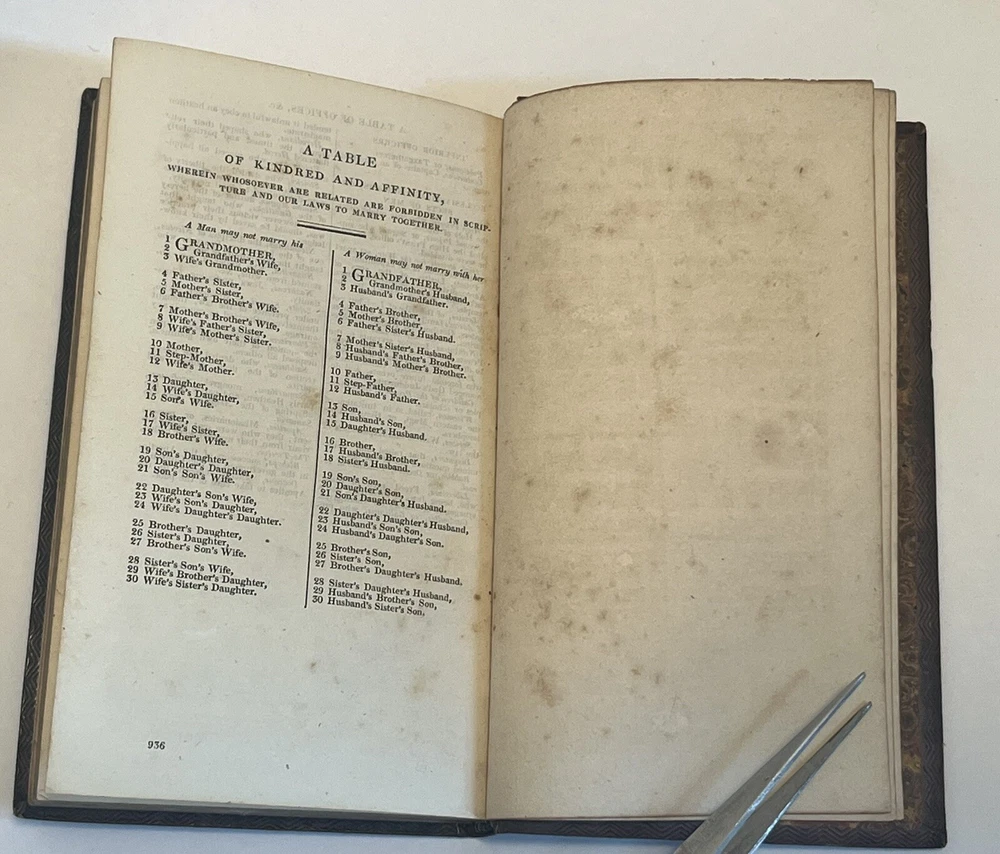 A TABLE
OF KINDRED AND AFFINITY,
WHEREIN WHOSOEVER ARE RELATED ARE FORBIDDEN IN SCRIP-
TURE AND OUR LAWS TO MARRY TOGETHER.
A Man may not marry his
1 GRANDMOTHER,
2 Grandfather's Wife,
3 Wife's Grandmother.
4 Father's Sister,
5 Mother's Sister,
6 Father's Brother's Wife.
7 Mother's Brother's Wife,
8 Wife's Father's Sister,
9 Wife's Mother's Sister.
10 Mother,
11 Step-Mother,
12 Wife's Mother.
13 Daughter,
14 Wife's Daughter,
15 Son's Wife.
16 Sister,
17 Wife's Sister,
18 Brother's Wife.
19 Son's Daughter,
20 Daughter's Daughter,
21 Son's Son's Wife.
22 Daughter's Son's Wife,
23 Wife's Son's Daughter,
24 Wife's Daughter's Daughter.
25 Brother's Daughter,
26 Sister's Daughter,
27 Brother's Son's Wife.
28 Sister's Son's Wife,
29 Wife's Brother's Daughter,
30 Wife's Sister's Daughter.
A Woman may not marry with her
1 GRANDFATHER,
2 Grandmother's Husband,
3 Husband's Grandfather.
4 Father's Brother,
5 Mother's Brother,
6 Father's Sister's Husband.
7 Mother's Sister's Husband,
8 Husband's Father's Brother,
9 Husband's Mother's Brother.
10 Father,
11 Step-Father,
12 Husband's Father.
13 Son,
14 Husband's Son,
15 Daughter's Husband.
16 Brother,
17 Husband's Brother,
18 Sister's Husband.
19 Son's Son,
20 Daughter's Son,
21 Son's Daughter's Husband.
22 Daughter's Daughter's Husband,
23 Husband's Son's Son,
24 Husband's Daughter's Son.
25 Brother's Son,
26 Sister's Son,
27 Brother's Daughter's Husband.
28 Sister's Daughter's Husband,
29 Husband's Brother's Son,
30 Husband's Sister's Son.
936